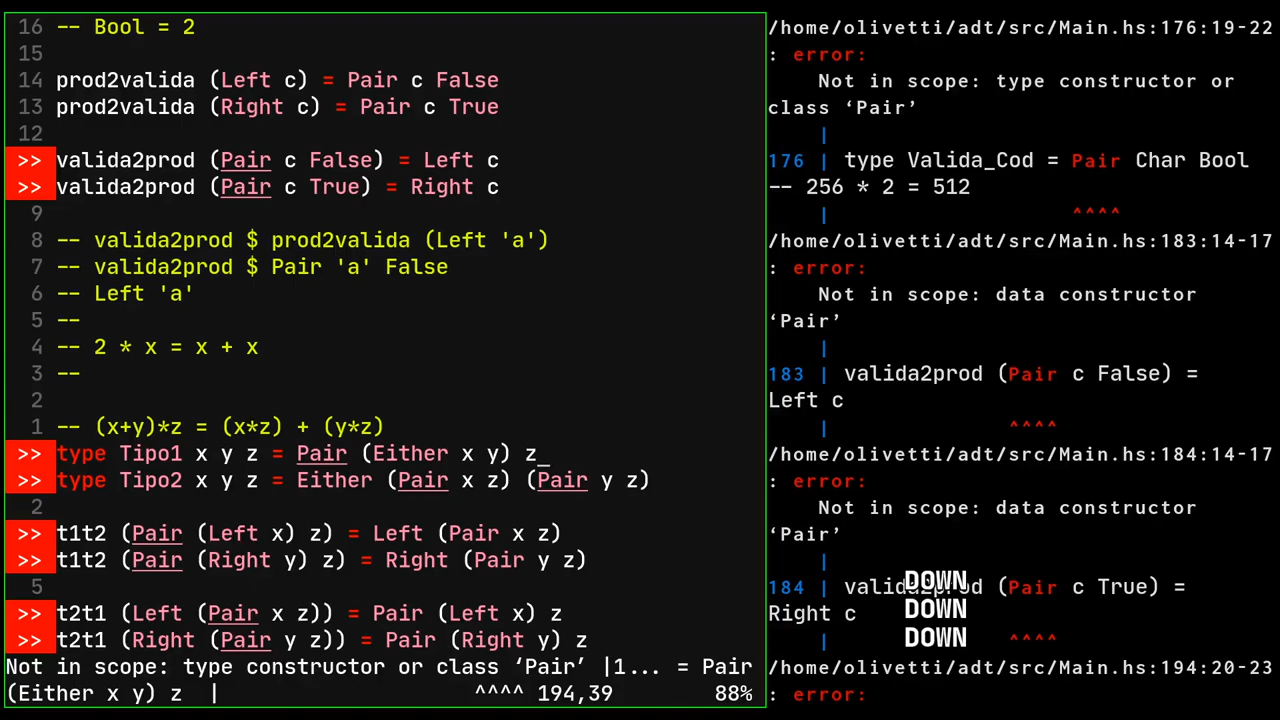 16 -- Bool = 2
15
14 prod2valida (Left c) = Pair c False
13 prod2valida (Right c) = Pair c True
12
>> valida2prod (Pair c False) = Left c
>> valida2prod (Pair c True) = Right c
9
8 -- valida2prod $ prod2valida (Left 'a')
7 -- valida2prod $ Pair 'a' False
6 -- Left 'a'
5 --
4 -- 2 * x = x + x
3 --
2
1 -- (x+y)*z = (x*z) + (y*z)
>> type Tipo1 x y z = Pair (Either x y) z_
>> type Tipo2 x y z = Either (Pair x z) (Pair y z)
2
>> t1t2 (Pair (Left x) z) = Left (Pair x z)
>> t1t2 (Pair (Right y) z) = Right (Pair y z)
5
>> t2t1 (Left (Pair x z)) = Pair (Left x) z
>> t2t1 (Right (Pair y z)) = Pair (Right y) z
Not in scope: type constructor or class ‘Pair’ |1... = Pair
(Either x y) z | ^^^^ 194,39 88%
/home/olivetti/adt/src/Main.hs:176:19-22
: error:
Not in scope: type constructor or
class ‘Pair’
|
176 | type Valida_Cod = Pair Char Bool
-- 256 * 2 = 512
| ^^^^
/home/olivetti/adt/src/Main.hs:183:14-17
: error:
Not in scope: data constructor
‘Pair’
|
183 | valida2prod (Pair c False) =
Left c
| ^^^^
/home/olivetti/adt/src/Main.hs:184:14-17
: error:
Not in scope: data constructor
‘Pair’
|
184 | valida2prod (Pair c True) =
Right c
| ^^^^
/home/olivetti/adt/src/Main.hs:194:20-23
: error:
DOWN
DOWN
DOWN